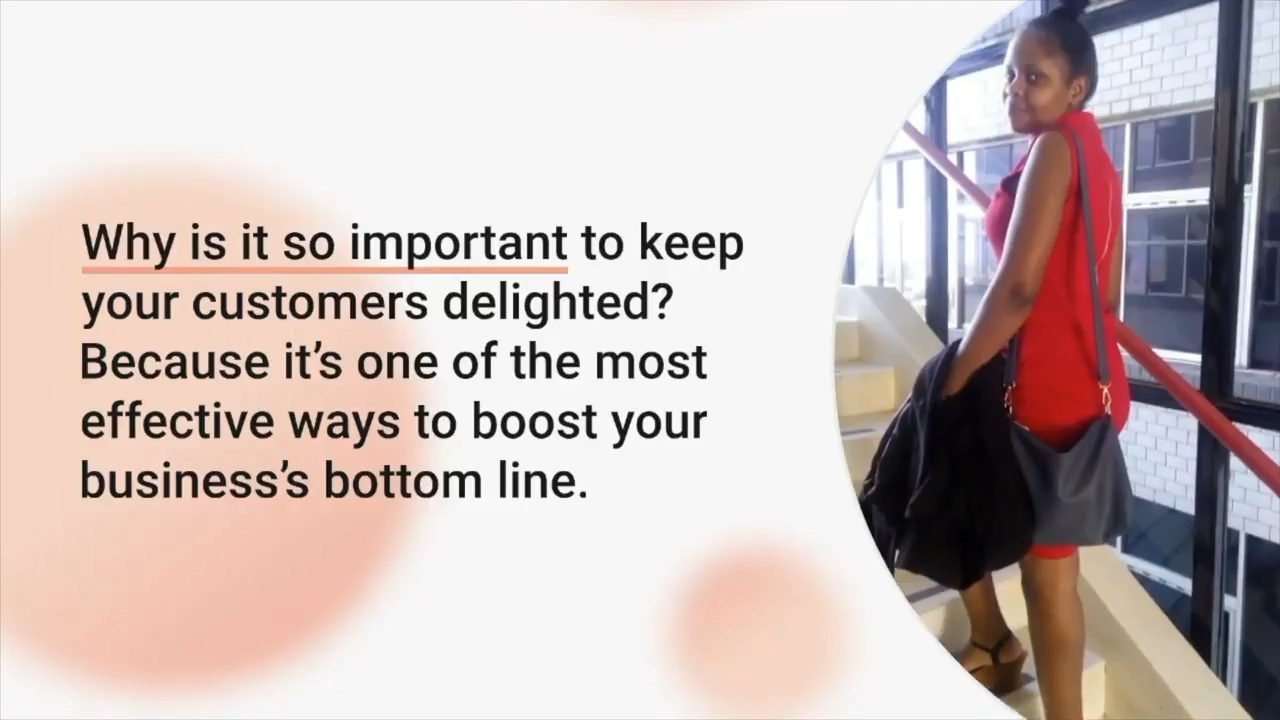 Why is it so important to keep
your customers delighted?
Because it’s one of the most
effective ways to boost your
business’s bottom line.